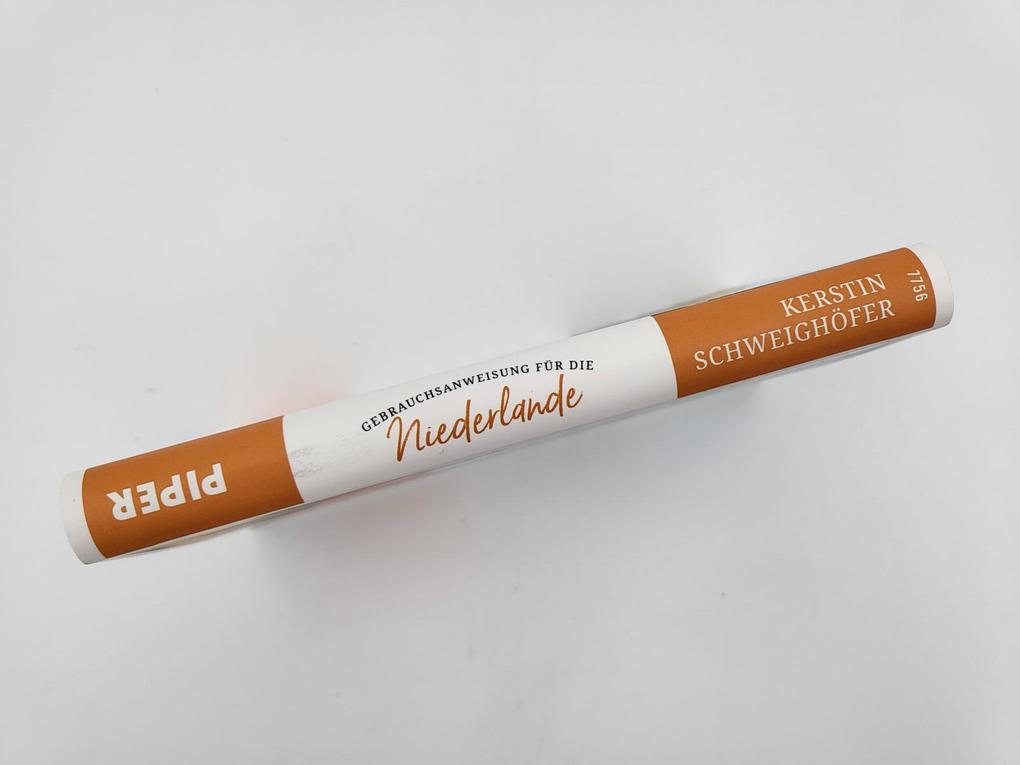 PIPER
GEBRAUCHSANWEISUNG FÜR DIE
Niederlande
KERSTIN
SCHWEIGHÖFER
7756